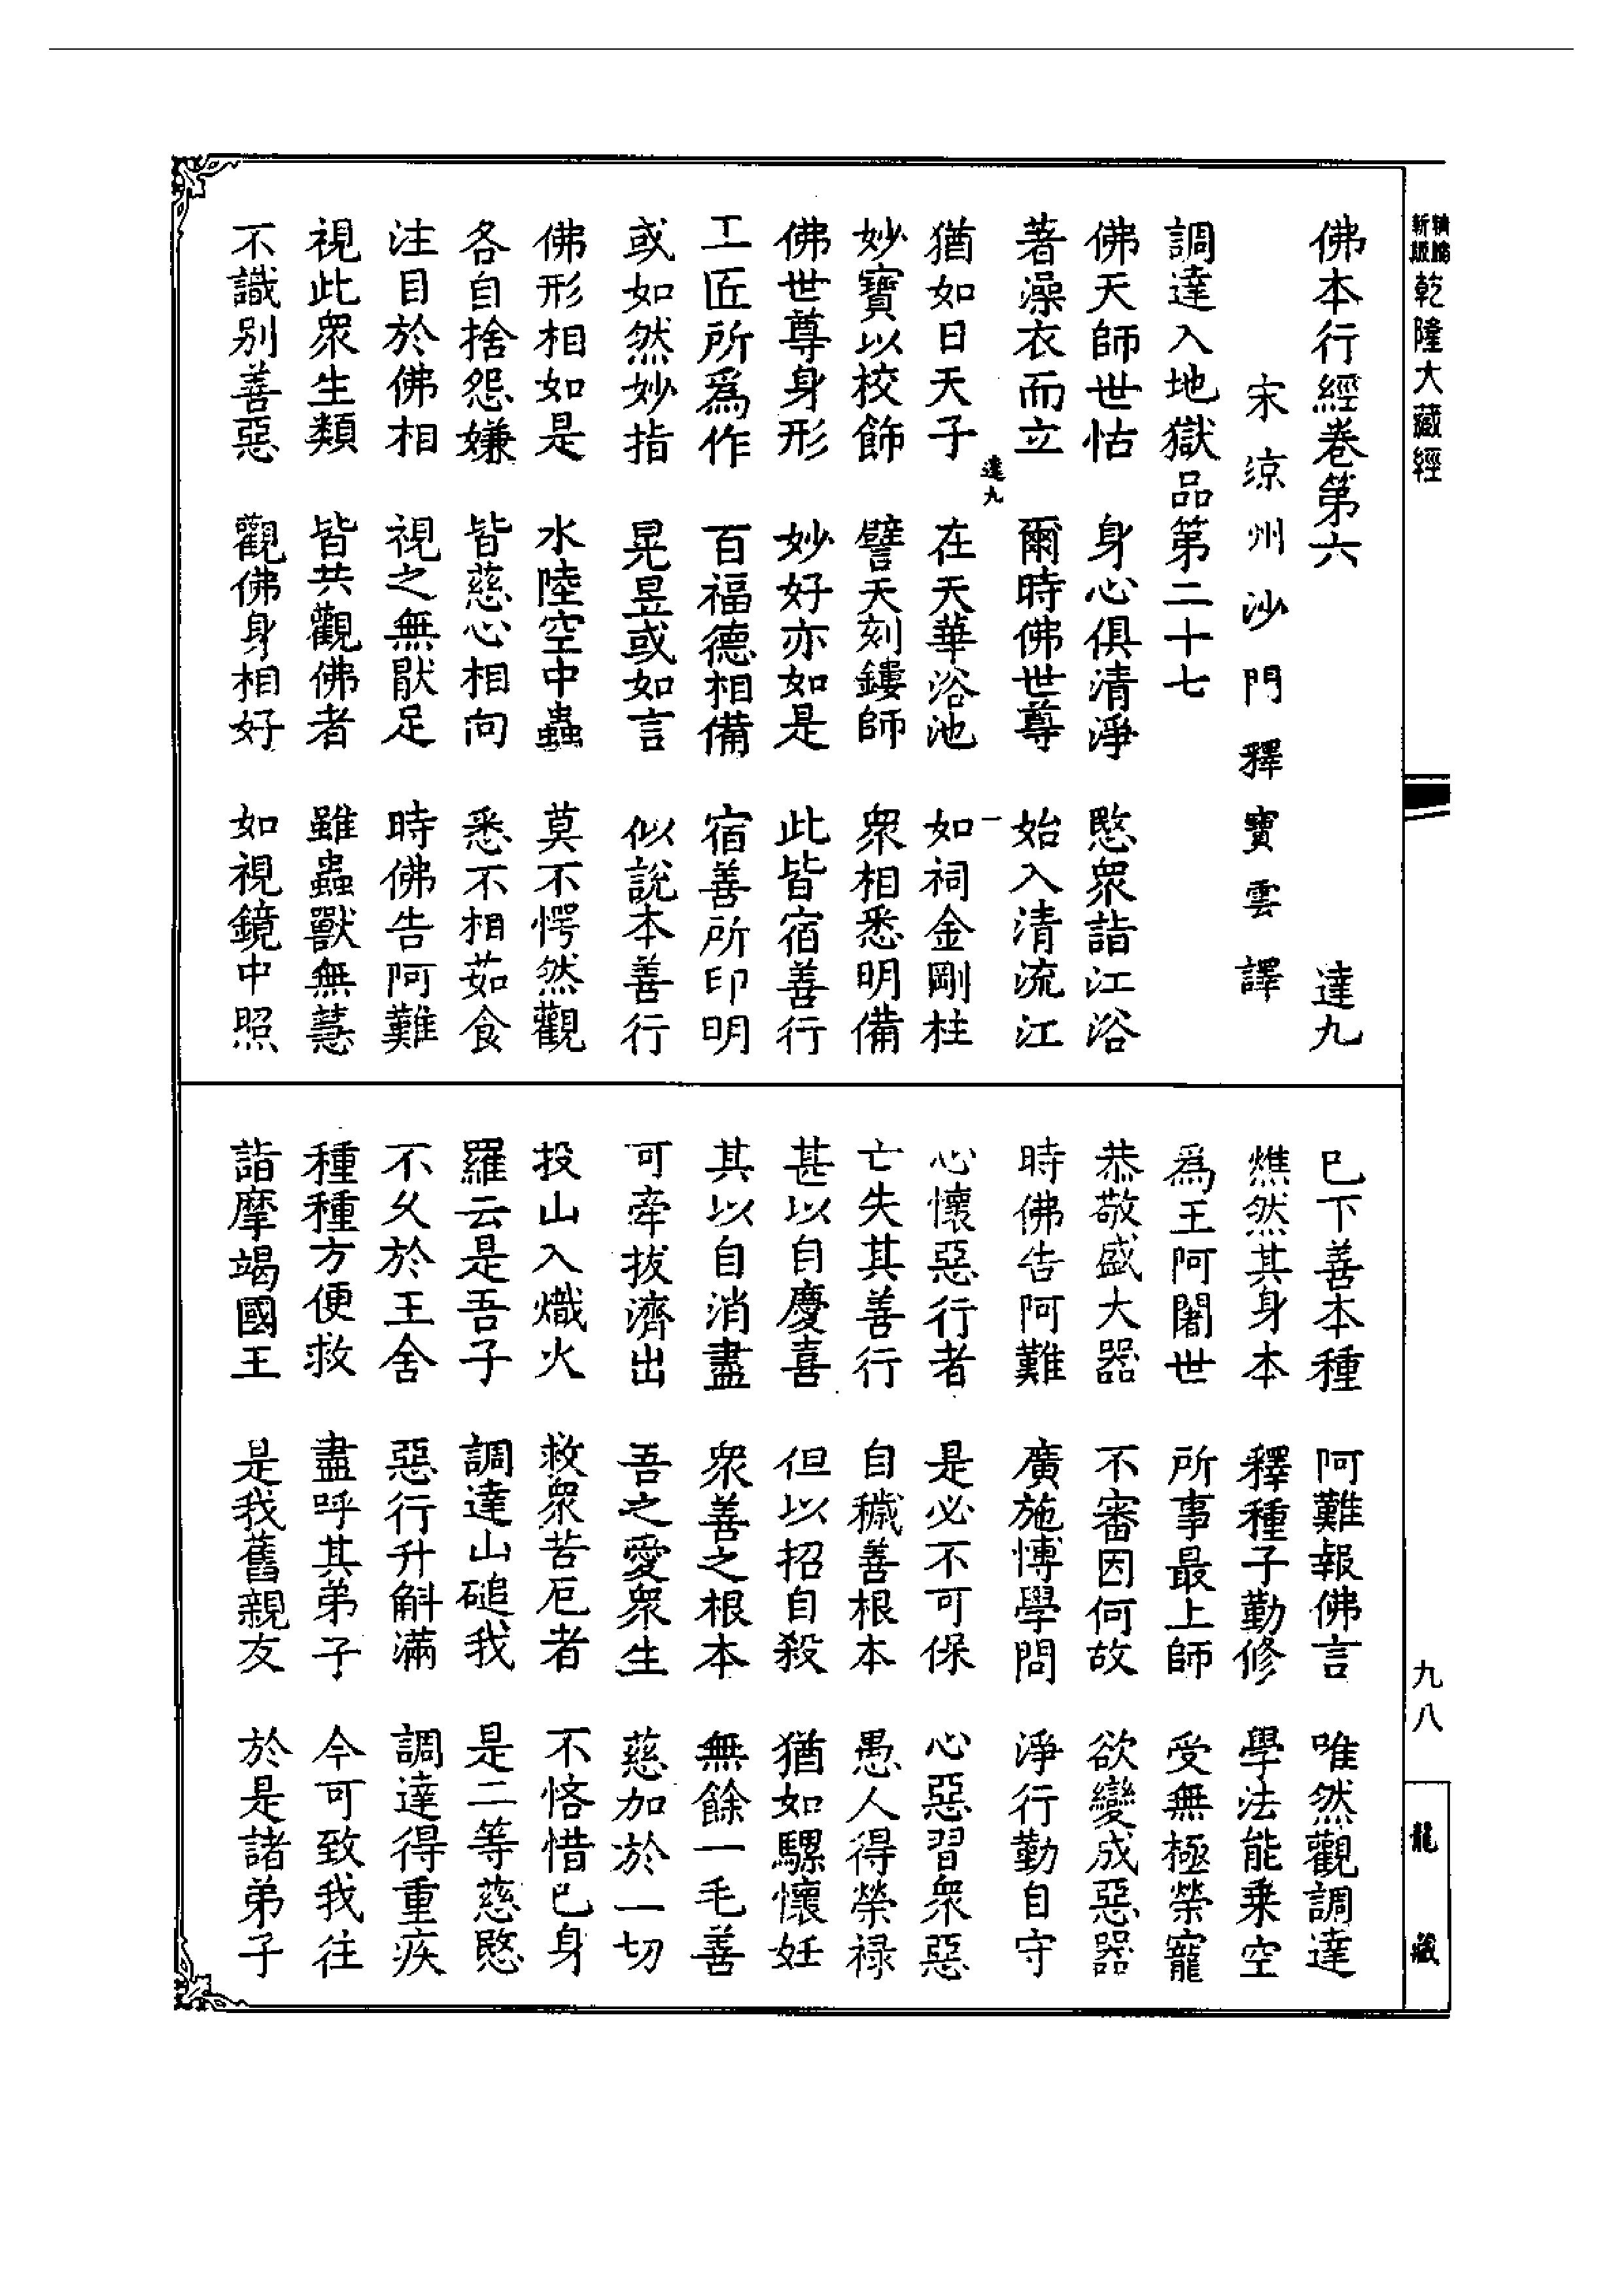 新版 精縮 乾隆大藏經
佛本行經卷第六　達九
宋涼州沙門釋寶雲譯
調達入地獄品第二十七
佛天師世怙　身心俱清淨　愍衆詣江浴
著澡衣而立　爾時佛世尊　始入清流江
達九　一
猶如日天子　在天華浴池　如祠金剛柱
妙寶以校飾　譬天刻鏤師　衆相悉明備
佛世尊身形　妙好亦如是　此皆宿善行
工匠所爲作　百福德相備　宿善所印明
或如然妙指　晃昱或如言　似說本善行
佛形相如是　水陸空中蟲　莫不愕然觀
各自捨怨嫌　皆慈心相向　悉不相茹食
注目於佛相　視之無猒足　時佛告阿難
視此衆生類　皆共觀佛者　雖蟲獸無慧
不識別善惡　觀佛身相好　如視鏡中照
巳下善本種　阿難報佛言　唯然觀調達
燋然其身本　釋種子勤修　學法能乗空
爲王阿闍世　所事最上師　受無極榮寵
恭敬盛大器　不審因何故　欲變成惡器
時佛告阿難　廣施慱學問　淨行勤自守
心懷惡行者　是必不可保　心惡習衆惡
亡失其善行　自穢善根本　愚人得榮祿
甚以自慶喜　但以招自殺　猶如騾懷妊
其以自消盡　衆善之根本　無餘一毛善
可牽拔濟出　吾之愛衆生　慈加於一切
投山入熾火　救衆苦厄者　不悋惜已身
羅云是吾子　調達山磓我　是二等慈愍
不久於王舍　惡行升斛滿　調達得重疾
種種方便救　盡呼其弟子　今可致我往
詣摩竭國王　是我舊親友　於是諸弟子
九八
龍藏